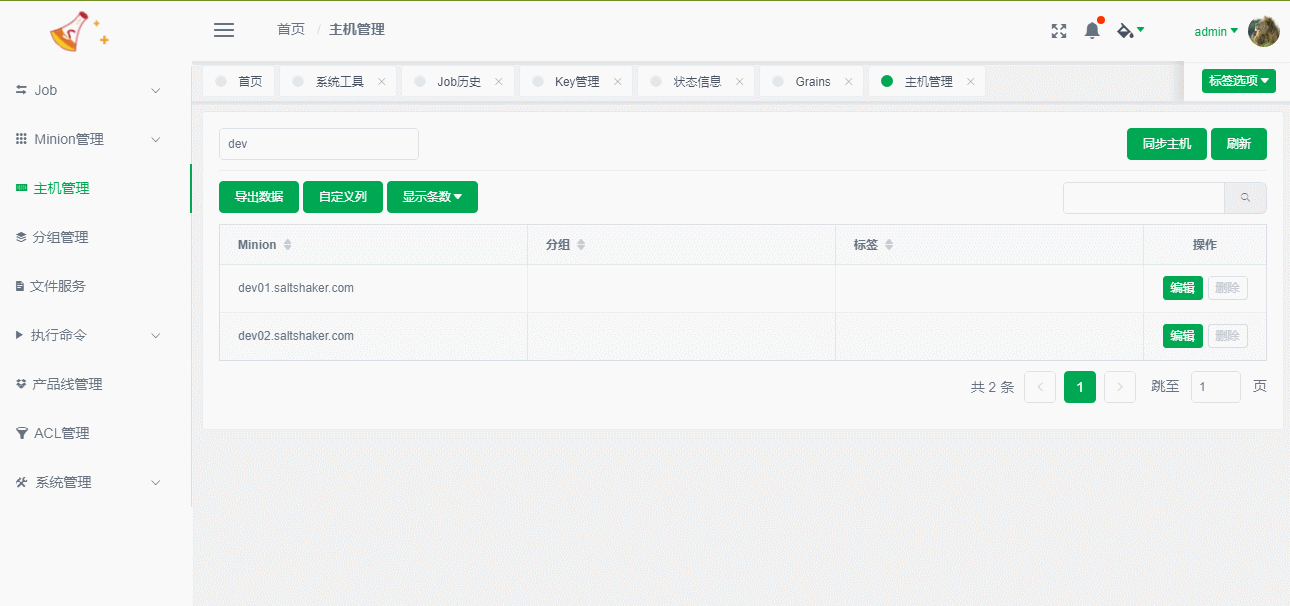 首页 / 主机管理
admin
Job
Minion管理
主机管理
分组管理
文件服务
执行命令
产品线管理
ACL管理
系统管理
首页 系统工具 Job历史 Key管理 状态信息 Grains 主机管理 标签选项
dev 同步主机 刷新
导出数据 自定义列 显示条数
Minion 分组 标签 操作
dev01.saltshaker.com 编辑 删除
dev02.saltshaker.com 编辑 删除
共 2 条 1 跳至 1 页